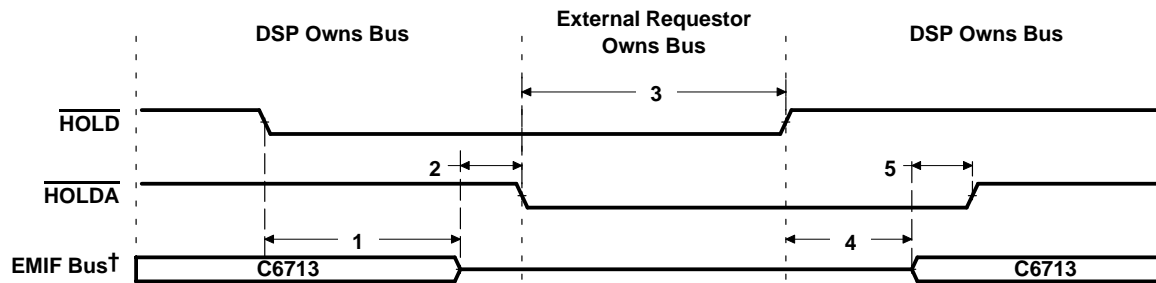 DSP Owns Bus
External Requestor
Owns Bus
DSP Owns Bus
3
HOLD
2
5
HOLDA
1
4
EMIF Bus†
C6713
C6713